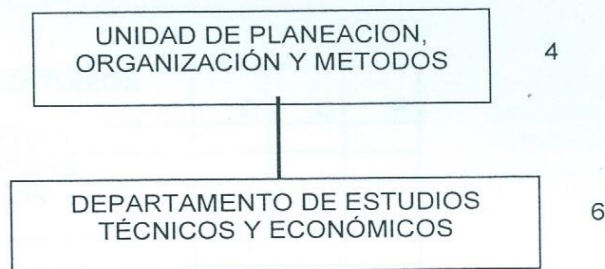 UNIDAD DE PLANEACION,
ORGANIZACIÓN Y METODOS
4
DEPARTAMENTO DE ESTUDIOS
TÉCNICOS Y ECONÓMICOS
6